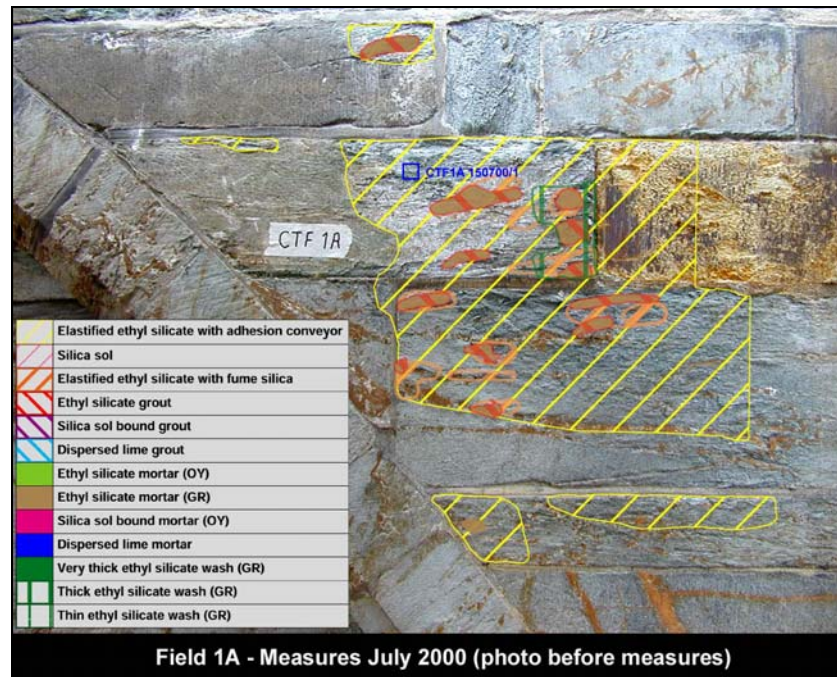 CTF1A 150700/1
CTF 1A
Elastified ethyl silicate with adhesion conveyor
Silica sol
Elastified ethyl silicate with fume silica
Ethyl silicate grout
Silica sol bound grout
Dispersed lime grout
Ethyl silicate mortar (OY)
Ethyl silicate mortar (GR)
Silica sol bound mortar (OY)
Dispersed lime mortar
Very thick ethyl silicate wash (GR)
Thick ethyl silicate wash (GR)
Thin ethyl silicate wash (GR)
Field 1A - Measures July 2000 (photo before measures)